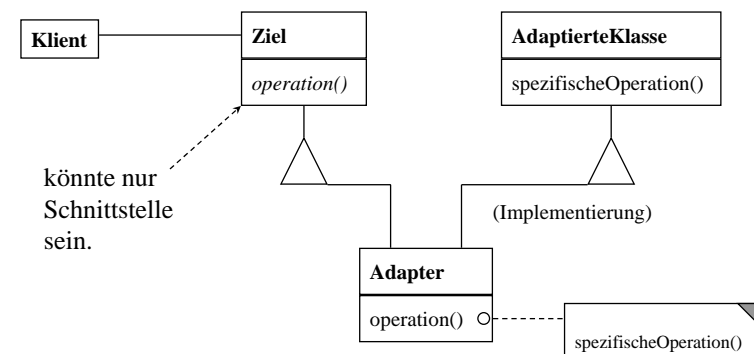 Klient
Ziel
operation()
AdaptierteKlasse
spezifischeOperation()
könnte nur
Schnittstelle
sein.
(Implementierung)
Adapter
operation()
spezifischeOperation()